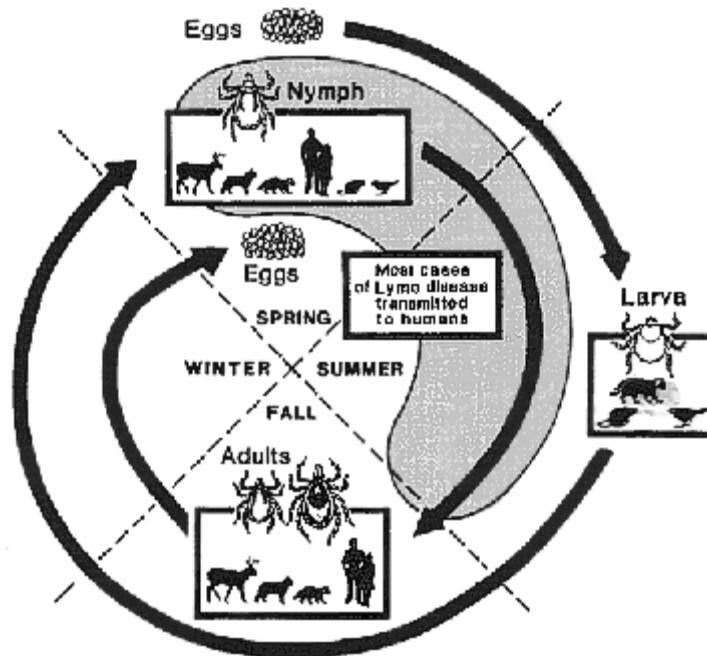 Eggs
Nymph
Eggs
Most cases
of Lyme disease
transmitted
to humans
Larva
SPRING
WINTER
SUMMER
FALL
Adults